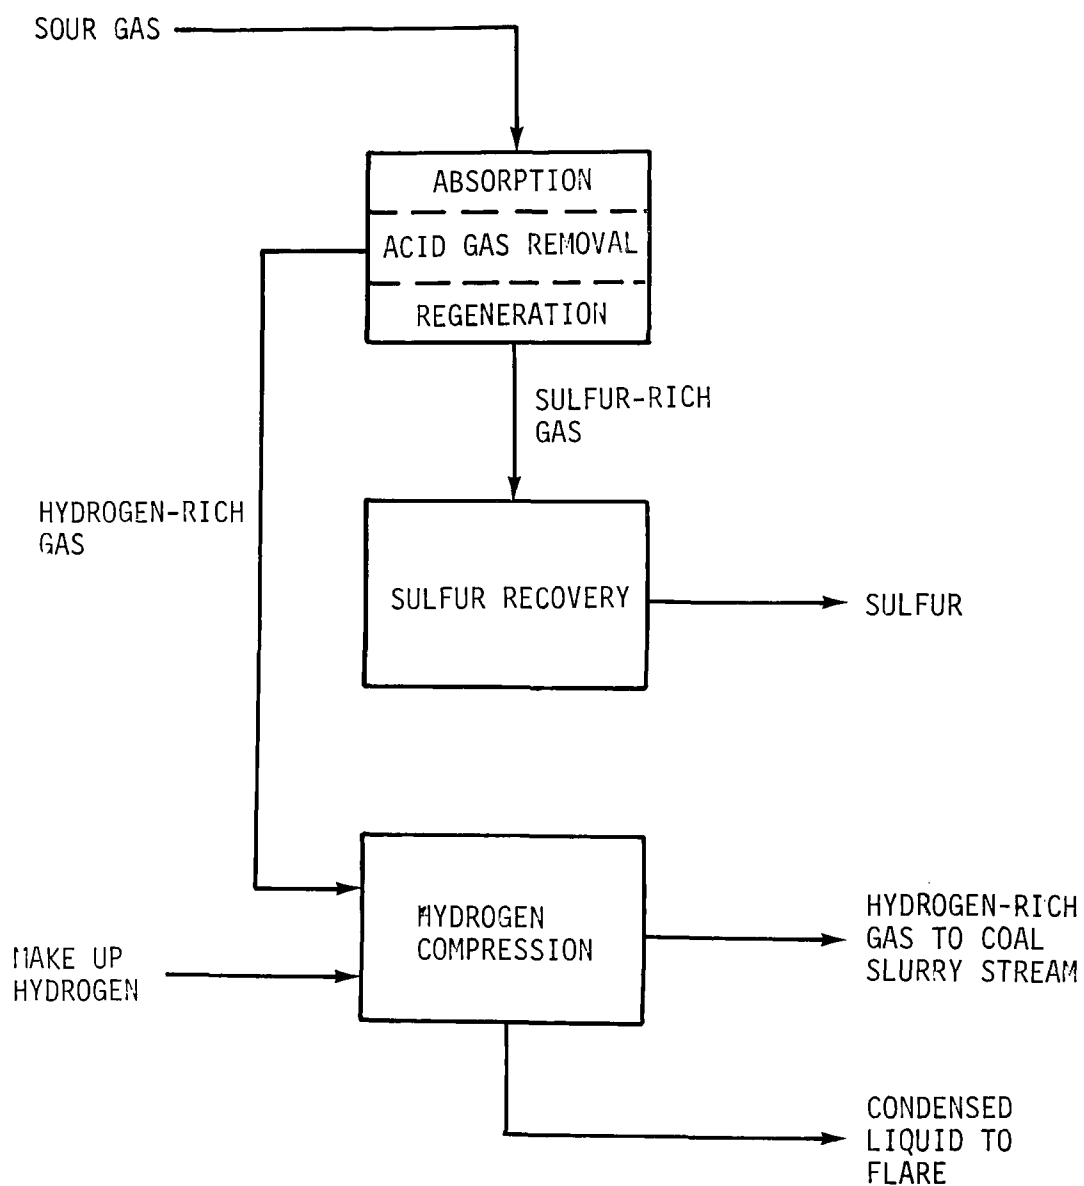 SOUR GAS
ABSORPTION
ACID GAS REMOVAL
REGENERATION
SULFUR-RICH
GAS
HYDROGEN-RICH
GAS
SULFUR RECOVERY
SULFUR
HYDROGEN
COMPRESSION
MAKE UP
HYDROGEN
HYDROGEN-RICH
GAS TO COAL
SLURRY STREAM
CONDENSED
LIQUID TO
FLARE